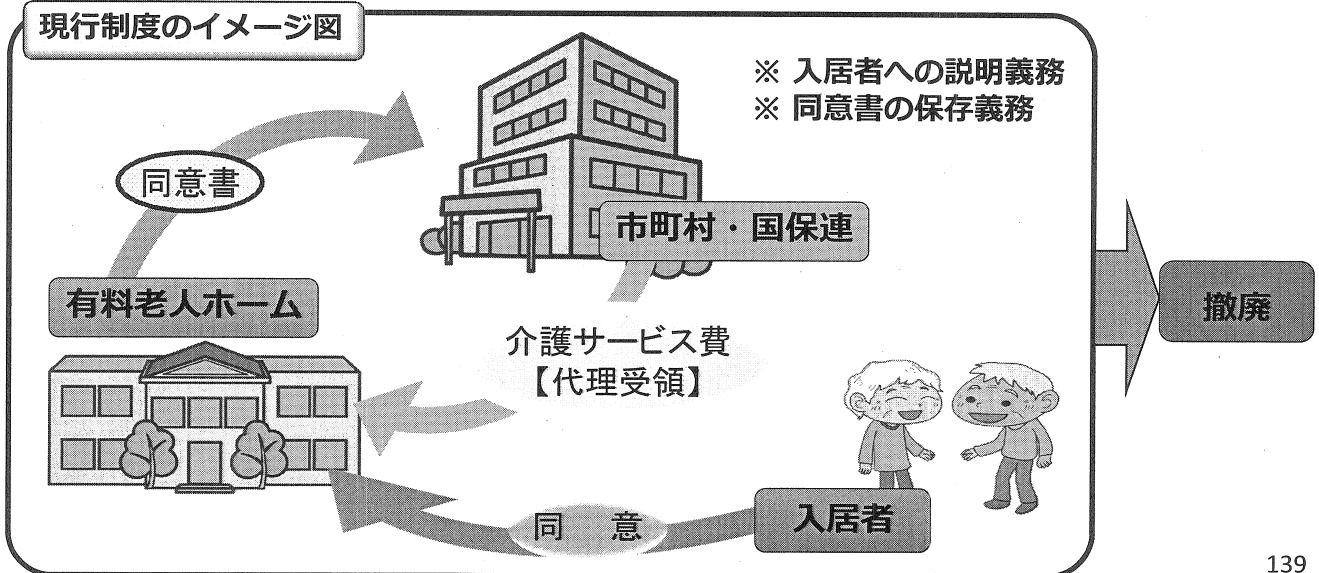 現行制度のイメージ図
※ 入居者への説明義務
※ 同意書の保存義務
同意書
市町村・国保連
有料老人ホーム
撤廃
介護サービス費
【代理受領】
入居者
同　意
139